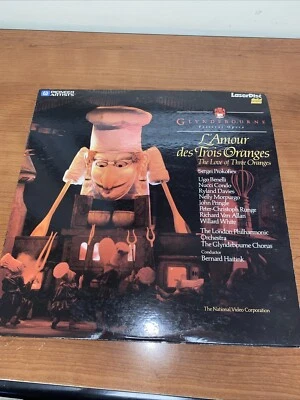 PIONEER
ARTISTS
LaserDisc
GLYNDEBOURNE
Festival Opera
L'Amour
des Trois Oranges
The Love of Three Oranges
Sergei Prokofiev
Ugo Benelli
Nucci Condo
Ryland Davies
Nelly Morpurgo
John Pringle
Peter-Christoph Runge
Richard Van Allan
Willard White
The London Philharmonic
Orchestra
The Glyndebourne Chorus
Conductor
Bernard Haitink
The National Video Corporation